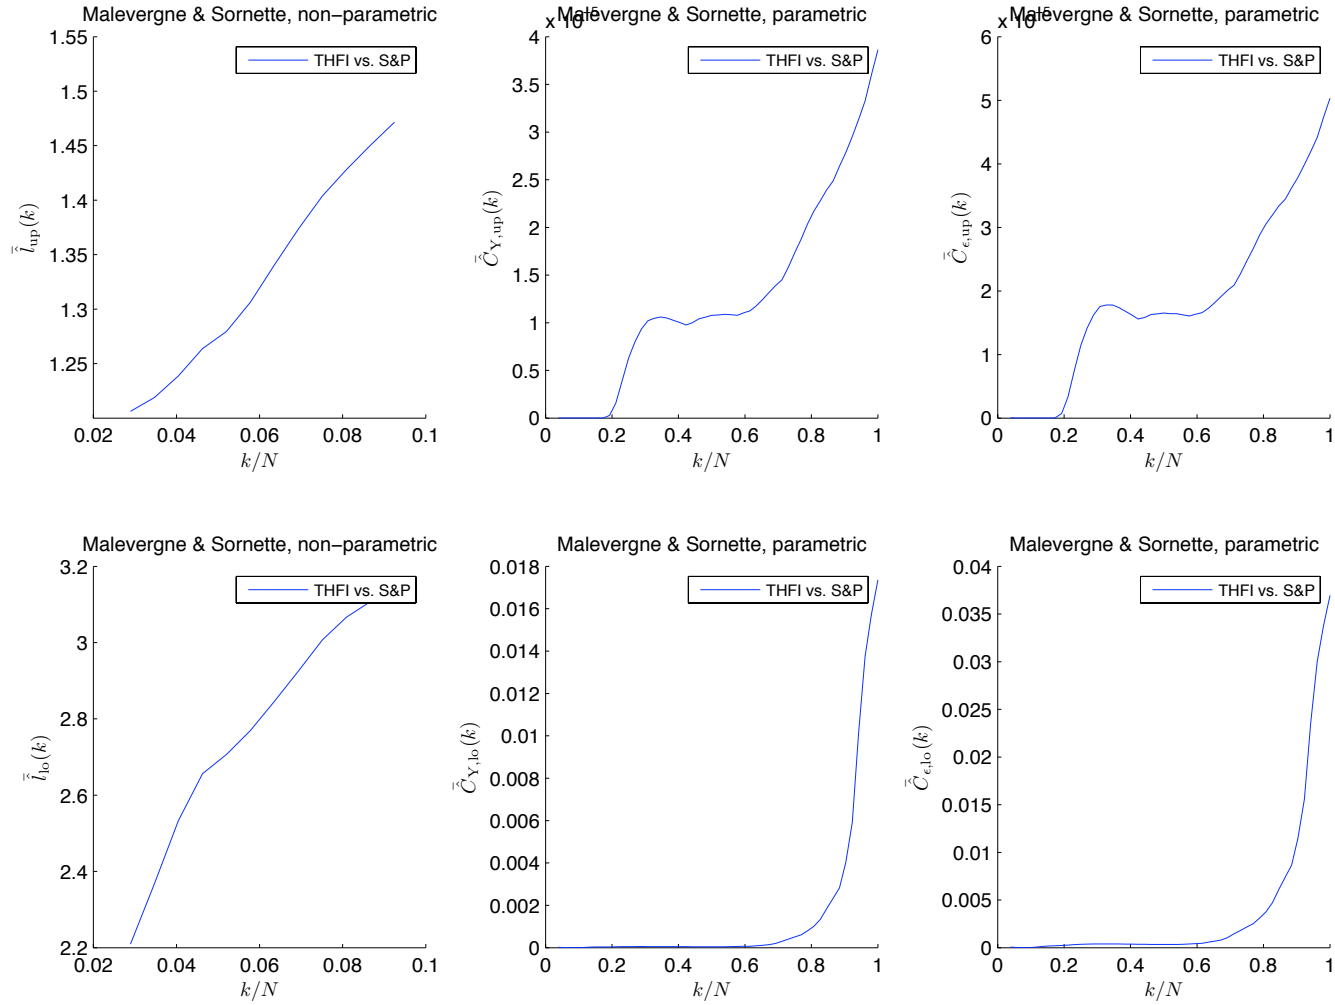 Malevergne & Sornette, non−parametric
THFI vs. S&P
1.55
1.5
1.45
1.4
1.35
1.3
1.25
0.02 0.04 0.06 0.08 0.1
k/N
Malevergne & Sornette, parametric
THFI vs. S&P
4
3.5
3
2.5
2
1.5
1
0.5
0
0 0.2 0.4 0.6 0.8 1
k/N
Malevergne & Sornette, parametric
THFI vs. S&P
6
5
4
3
2
1
0
0 0.2 0.4 0.6 0.8 1
k/N
Malevergne & Sornette, non−parametric
THFI vs. S&P
3.2
3
2.8
2.6
2.4
2.2
0.02 0.04 0.06 0.08 0.1
k/N
Malevergne & Sornette, parametric
THFI vs. S&P
0.018
0.016
0.014
0.012
0.01
0.008
0.006
0.004
0.002
0
0 0.2 0.4 0.6 0.8 1
k/N
Malevergne & Sornette, parametric
THFI vs. S&P
0.04
0.035
0.03
0.025
0.02
0.015
0.01
0.005
0
0 0.2 0.4 0.6 0.8 1
k/N